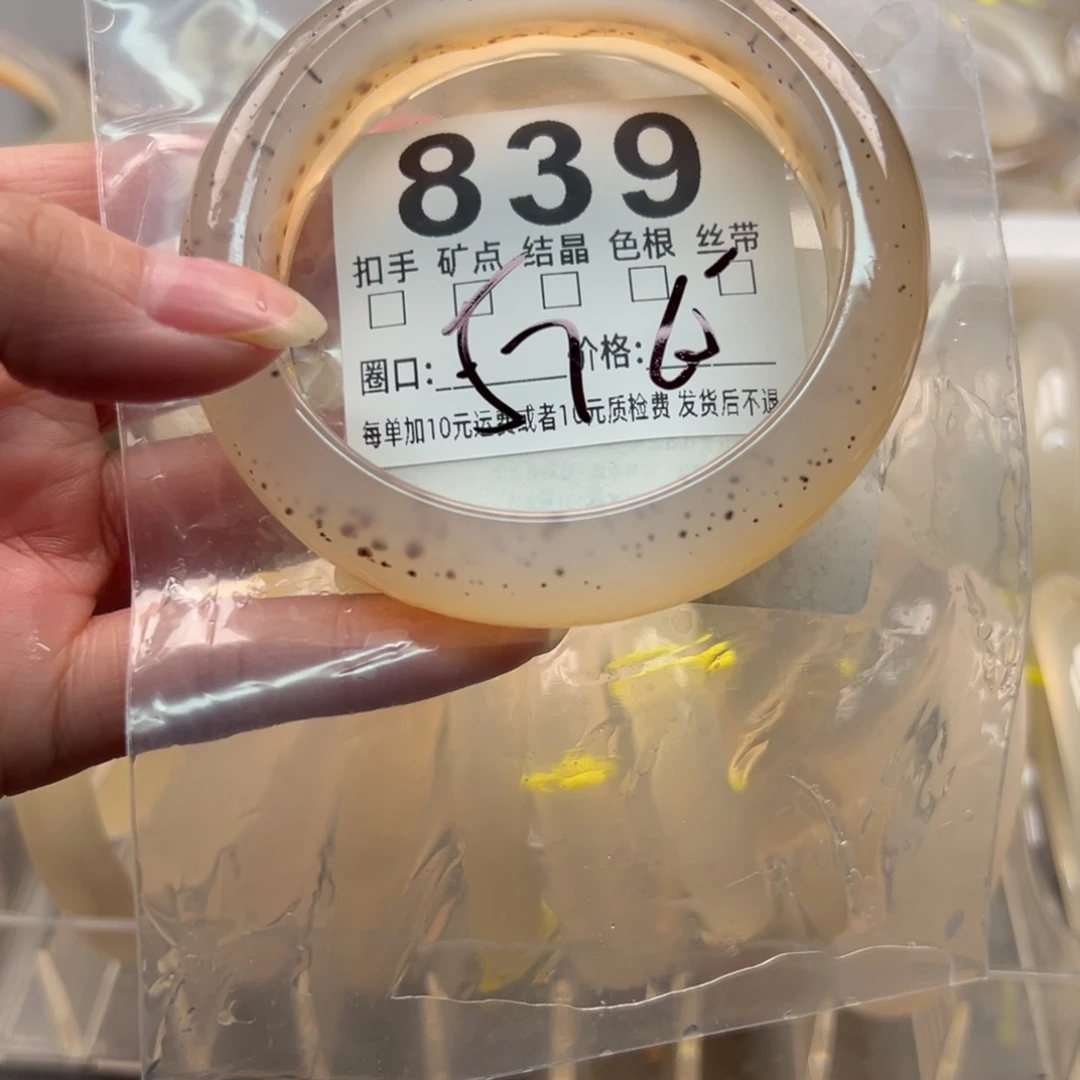 839
扣手 矿点 结晶 色根 丝带
□ □ □ □ □
圈口:57 价格:
每单加10元运费或者10元质检费 发货后不退